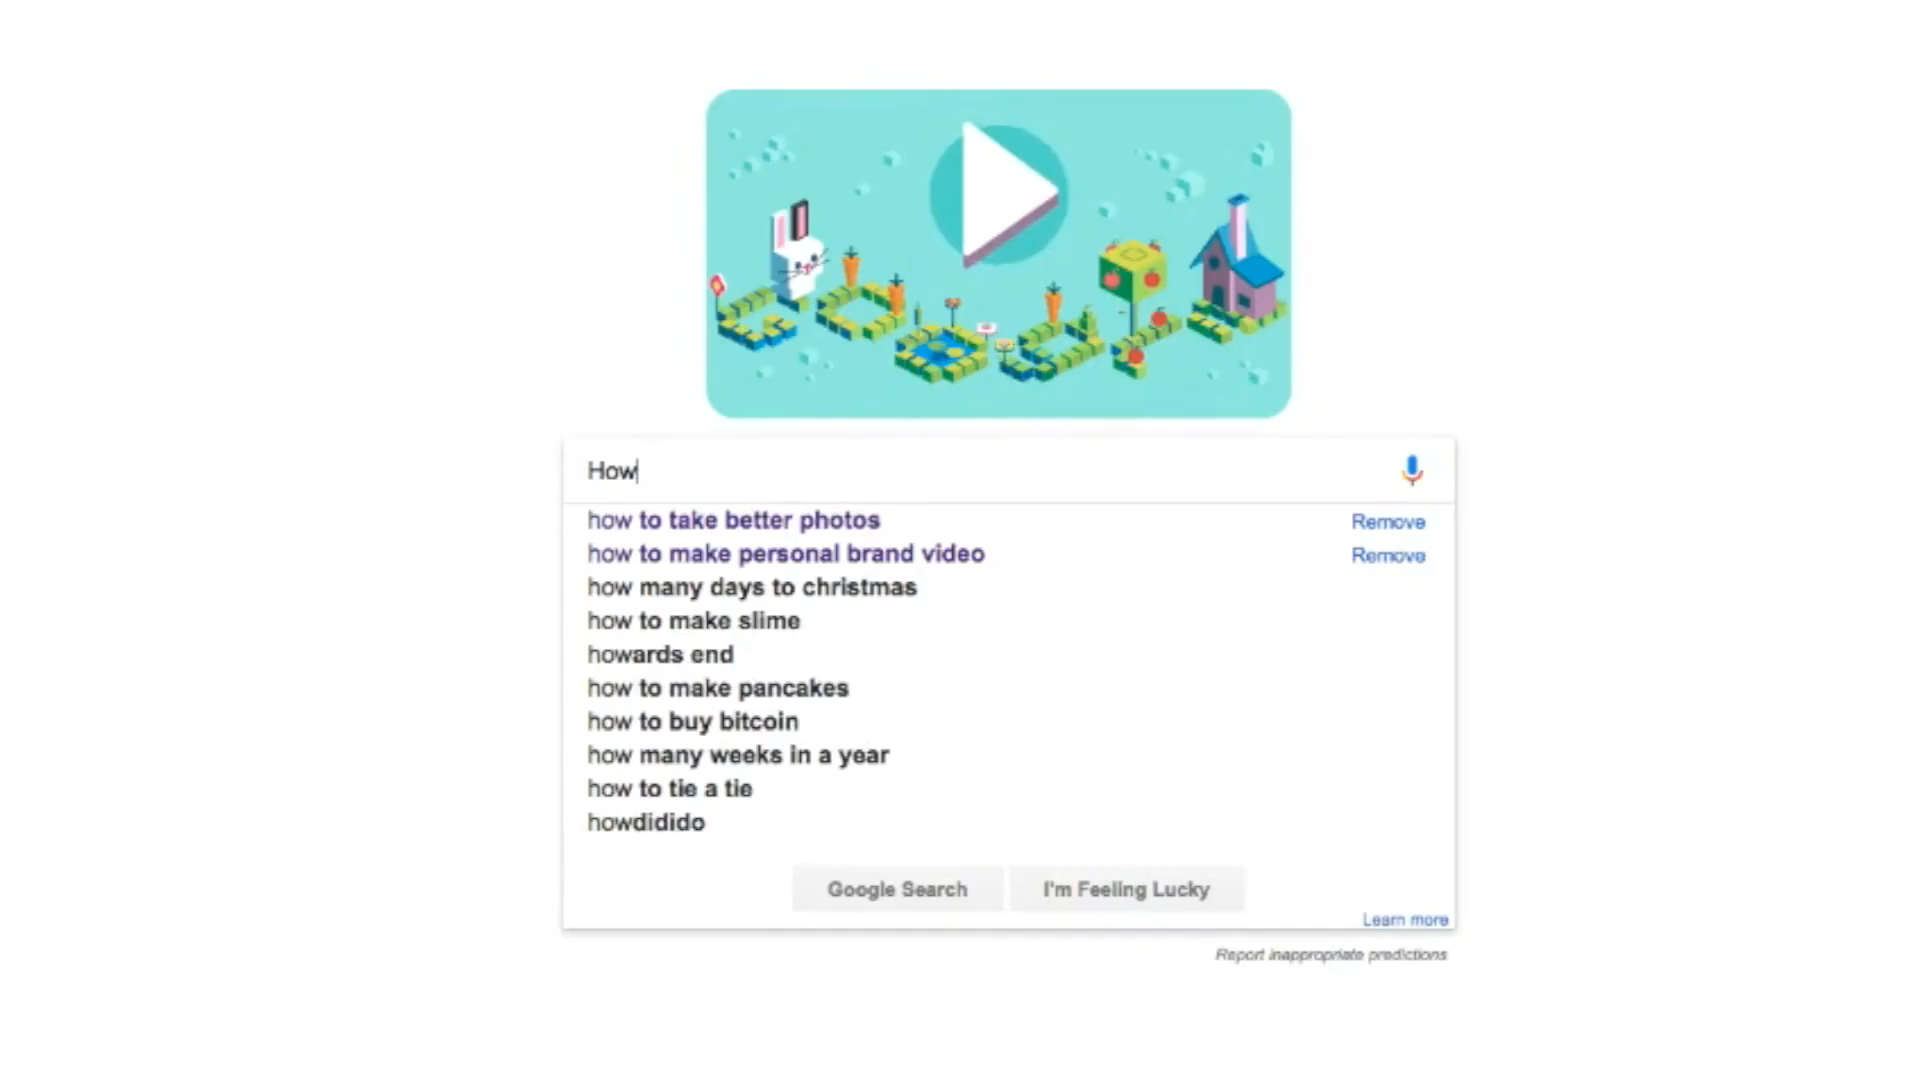 How
how to take better photos Remove
how to make personal brand video Remove
how many days to christmas
how to make slime
howards end
how to make pancakes
how to buy bitcoin
how many weeks in a year
how to tie a tie
howdidido
Google Search I'm Feeling Lucky
Learn more
Report inappropriate predictions